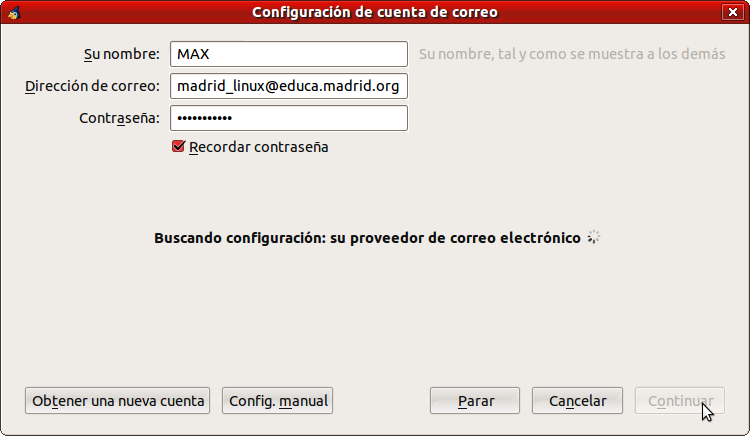 Configuración de cuenta de correo
Su nombre: MAX Su nombre, tal y como se muestra a los demás
Dirección de correo: madrid_linux@educa.madrid.org
Contraseña: •••••••••••
Recordar contraseña
Buscando configuración: su proveedor de correo electrónico
Obtener una nueva cuenta Config. manual Parar Cancelar Continuar